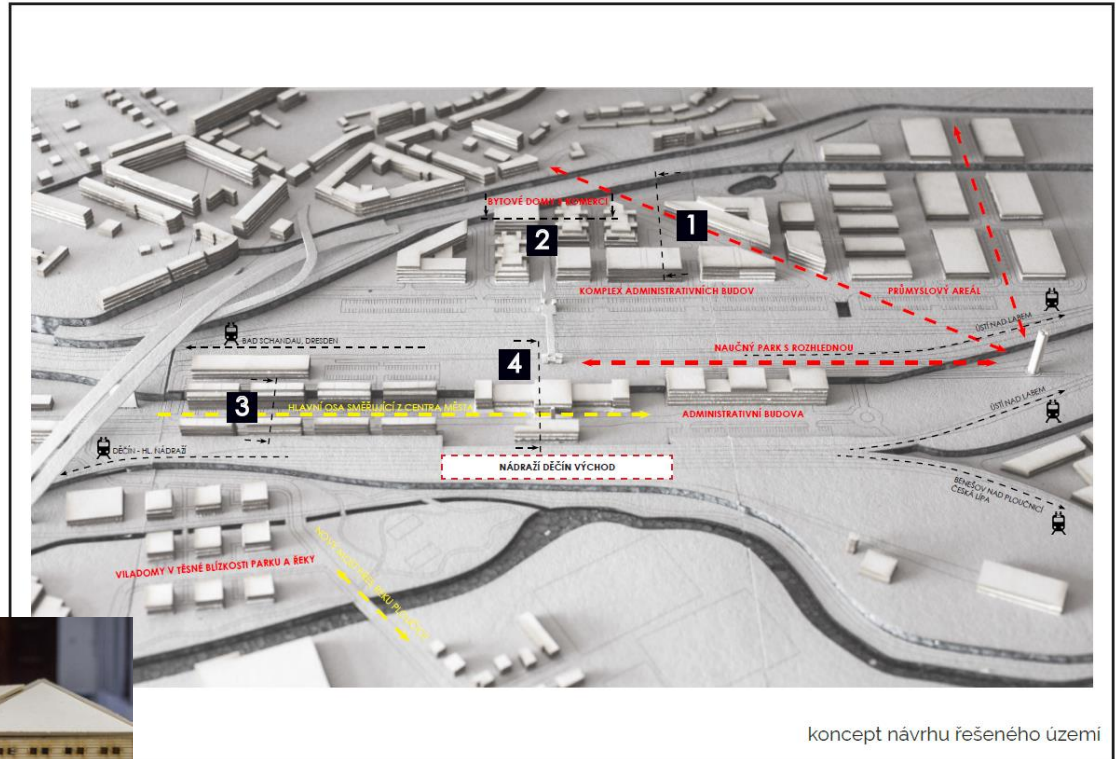 BYTOVÉ DOMY S KOMERCÍ
1
2
KOMPLEX ADMINISTRATIVNÍCH BUDOV
PRŮMYSLOVÝ AREÁL
ÚSTÍ NAD LABEM
BAD SCHANDAU, DRESDEN
4
NAUČNÝ PARK S ROZHLEDNOU
3
HLAVNÍ OSA SMĚŘUJÍCÍ Z CENTRA MĚSTA
ADMINISTRATIVNÍ BUDOVA
ÚSTÍ NAD LABEM
DĚČÍN - HL. NÁDRAŽÍ
NÁDRAŽÍ DĚČÍN VÝCHOD
BENEŠOV NAD PLOUČNICÍ
ČESKÁ LÍPA
VILADOMY V TĚSNÉ BLÍZKOSTI PARKU A ŘEKY
PLOUČNICI
koncept návrhu řešeného území